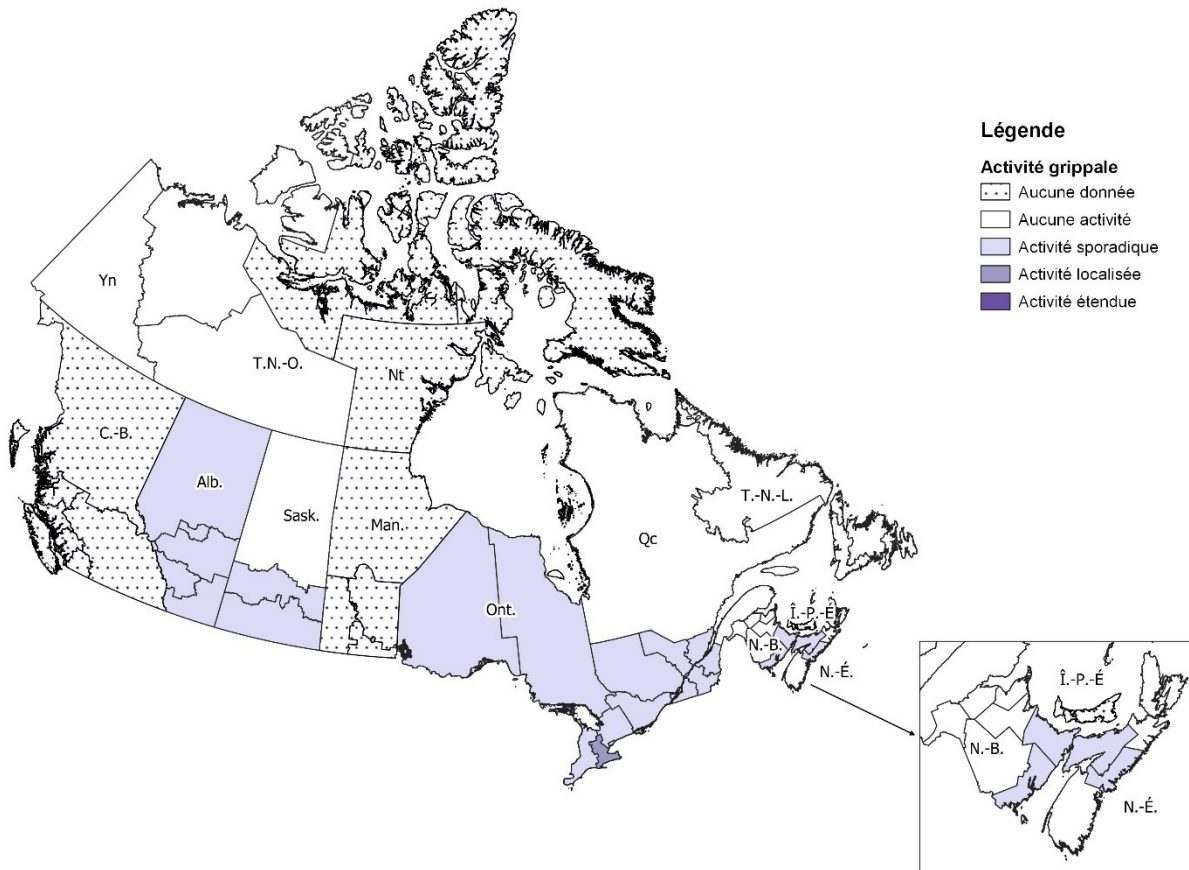 Légende
Activité grippale
Aucune donnée
Aucune activité
Activité sporadique
Activité localisée
Activité étendue
Yn
T.N.-O.
Nt
C.-B.
Alb.
Sask.
Man.
Ont.
Qc
T.-N.-L.
Î.-P.-É
N.-B.
N.-É.
Î.-P.-É
N.-B.
N.-É.